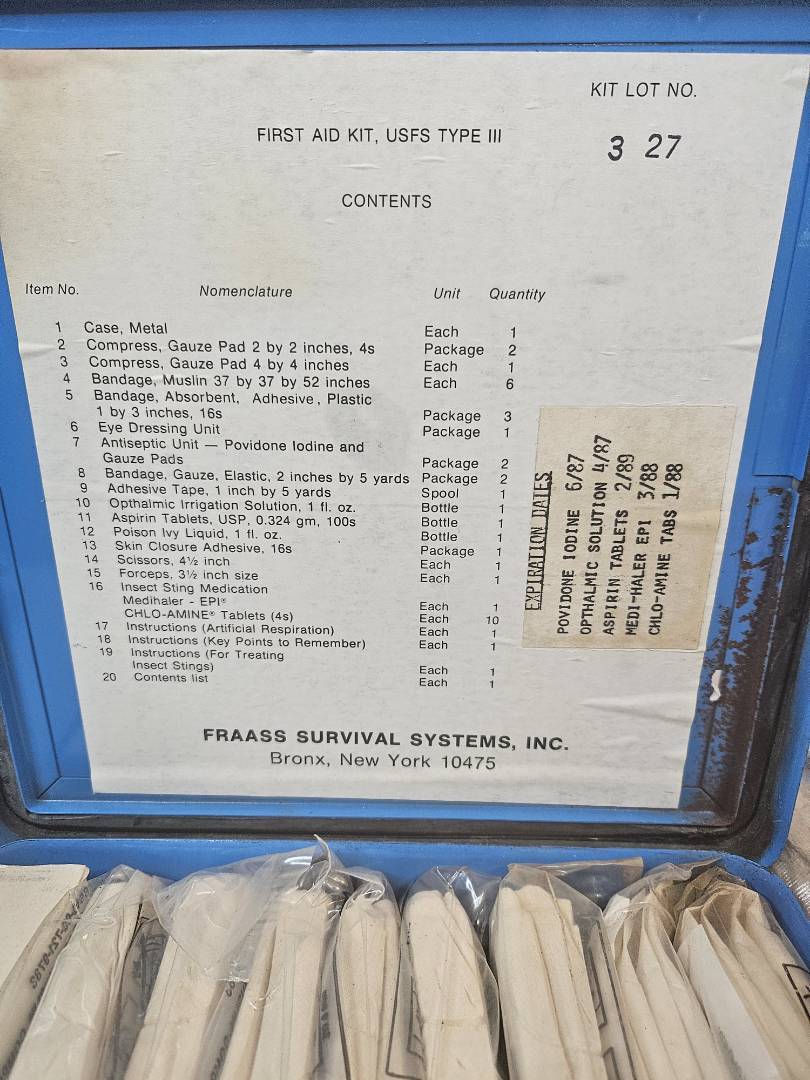 KIT LOT NO.
FIRST AID KIT, USFS TYPE III
3 27
CONTENTS
Item No. Nomenclature Unit Quantity
1 Case, Metal Each 1
2 Compress, Gauze Pad 2 by 2 inches, 4s Package 2
3 Compress, Gauze Pad 4 by 4 inches Each 1
4 Bandage, Muslin 37 by 37 by 52 inches Each 6
5 Bandage, Absorbent, Adhesive, Plastic
1 by 3 inches, 16s Package 3
6 Eye Dressing Unit Package 1
7 Antiseptic Unit — Povidone Iodine and
Gauze Pads Package 2
8 Bandage, Gauze, Elastic, 2 inches by 5 yards Package 2
9 Adhesive Tape, 1 inch by 5 yards Spool 1
10 Opthalmic Irrigation Solution, 1 fl. oz. Bottle 1
11 Aspirin Tablets, USP, 0.324 gm, 100s Bottle 1
12 Poison Ivy Liquid, 1 fl. oz. Bottle 1
13 Skin Closure Adhesive, 16s Package 1
14 Scissors, 4½ inch Each 1
15 Forceps, 3½ inch size Each 1
16 Insect Sting Medication
Medihaler - EPI® Each 1
CHLO-AMINE® Tablets (4s) Each 10
17 Instructions (Artificial Respiration) Each 1
18 Instructions (Key Points to Remember) Each 1
19 Instructions (For Treating
Insect Stings) Each 1
20 Contents list Each 1
EXPIRATION DATES
POVIDONE IODINE 6/87
OPTHALMIC SOLUTION 4/87
ASPIRIN TABLETS 2/89
MEDI-HALER EPI 3/88
CHLO-AMINE TABS 1/88
FRAASS SURVIVAL SYSTEMS, INC.
Bronx, New York 10475